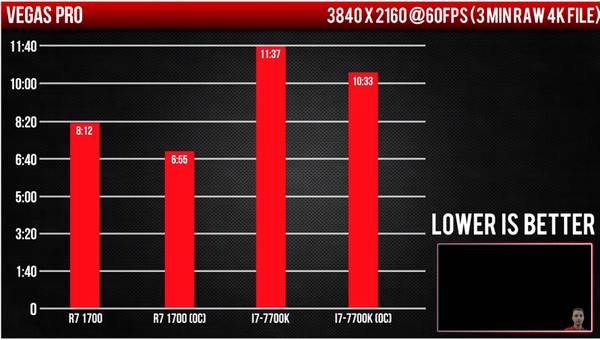 VEGAS PRO
3840 X 2160 @60FPS (3 MIN RAW 4K FILE)
11:40
10:00
8:20
6:40
5:00
3:20
1:40
0
8:12
6:55
11:37
10:33
R7 1700
R7 1700 (OC)
I7-7700K
I7-7700K (OC)
LOWER IS BETTER